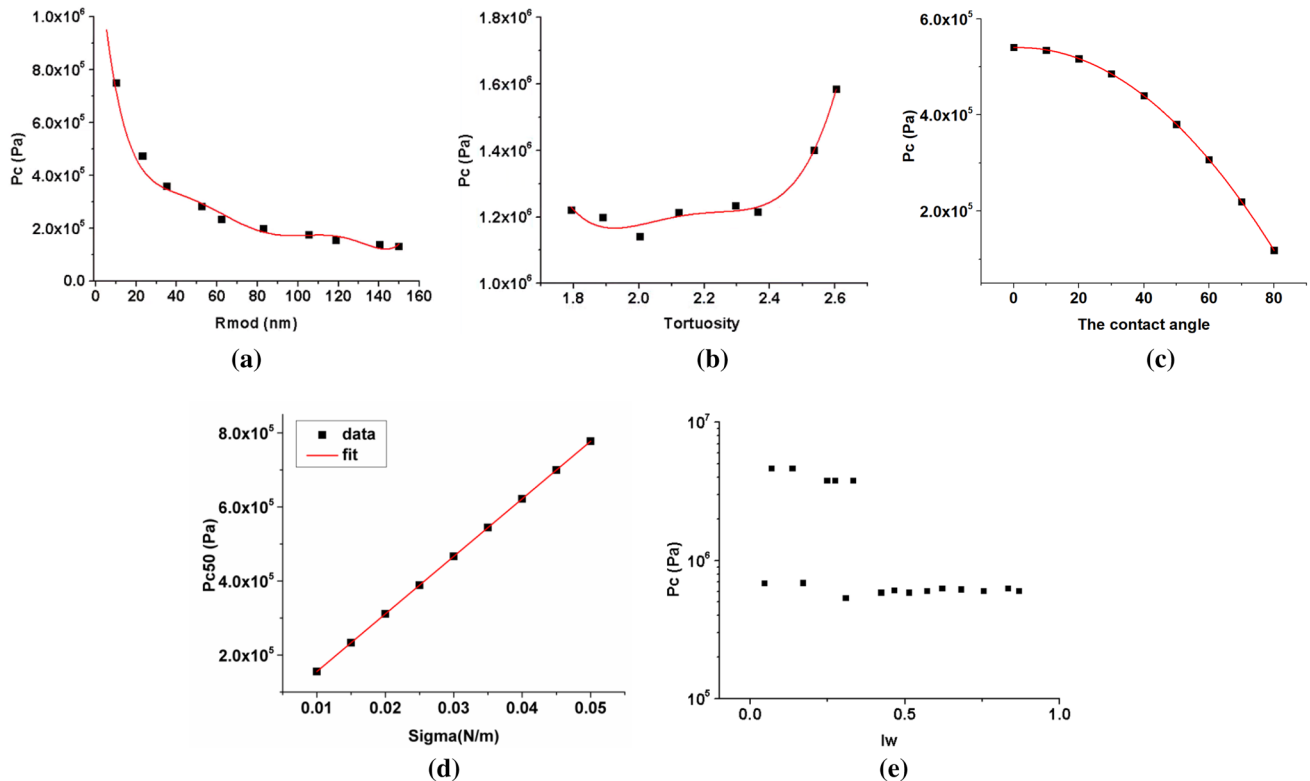 1.0x10⁶
8.0x10⁵
6.0x10⁵
4.0x10⁵
2.0x10⁵
0.0
Pc (Pa)
0 20 40 60 80 100 120 140 160
Rmod (nm)
(a)
1.8x10⁶
1.6x10⁶
1.4x10⁶
1.2x10⁶
1.0x10⁶
Pc (Pa)
1.8 2.0 2.2 2.4 2.6
Tortuosity
(b)
6.0x10⁵
4.0x10⁵
2.0x10⁵
Pc (Pa)
0 20 40 60 80
The contact angle
(c)
data
fit
8.0x10⁵
6.0x10⁵
4.0x10⁵
2.0x10⁵
Pc50 (Pa)
0.01 0.02 0.03 0.04 0.05
Sigma(N/m)
(d)
10⁷
10⁶
10⁵
Pc (Pa)
0.0 0.5 1.0
Iw
(e)